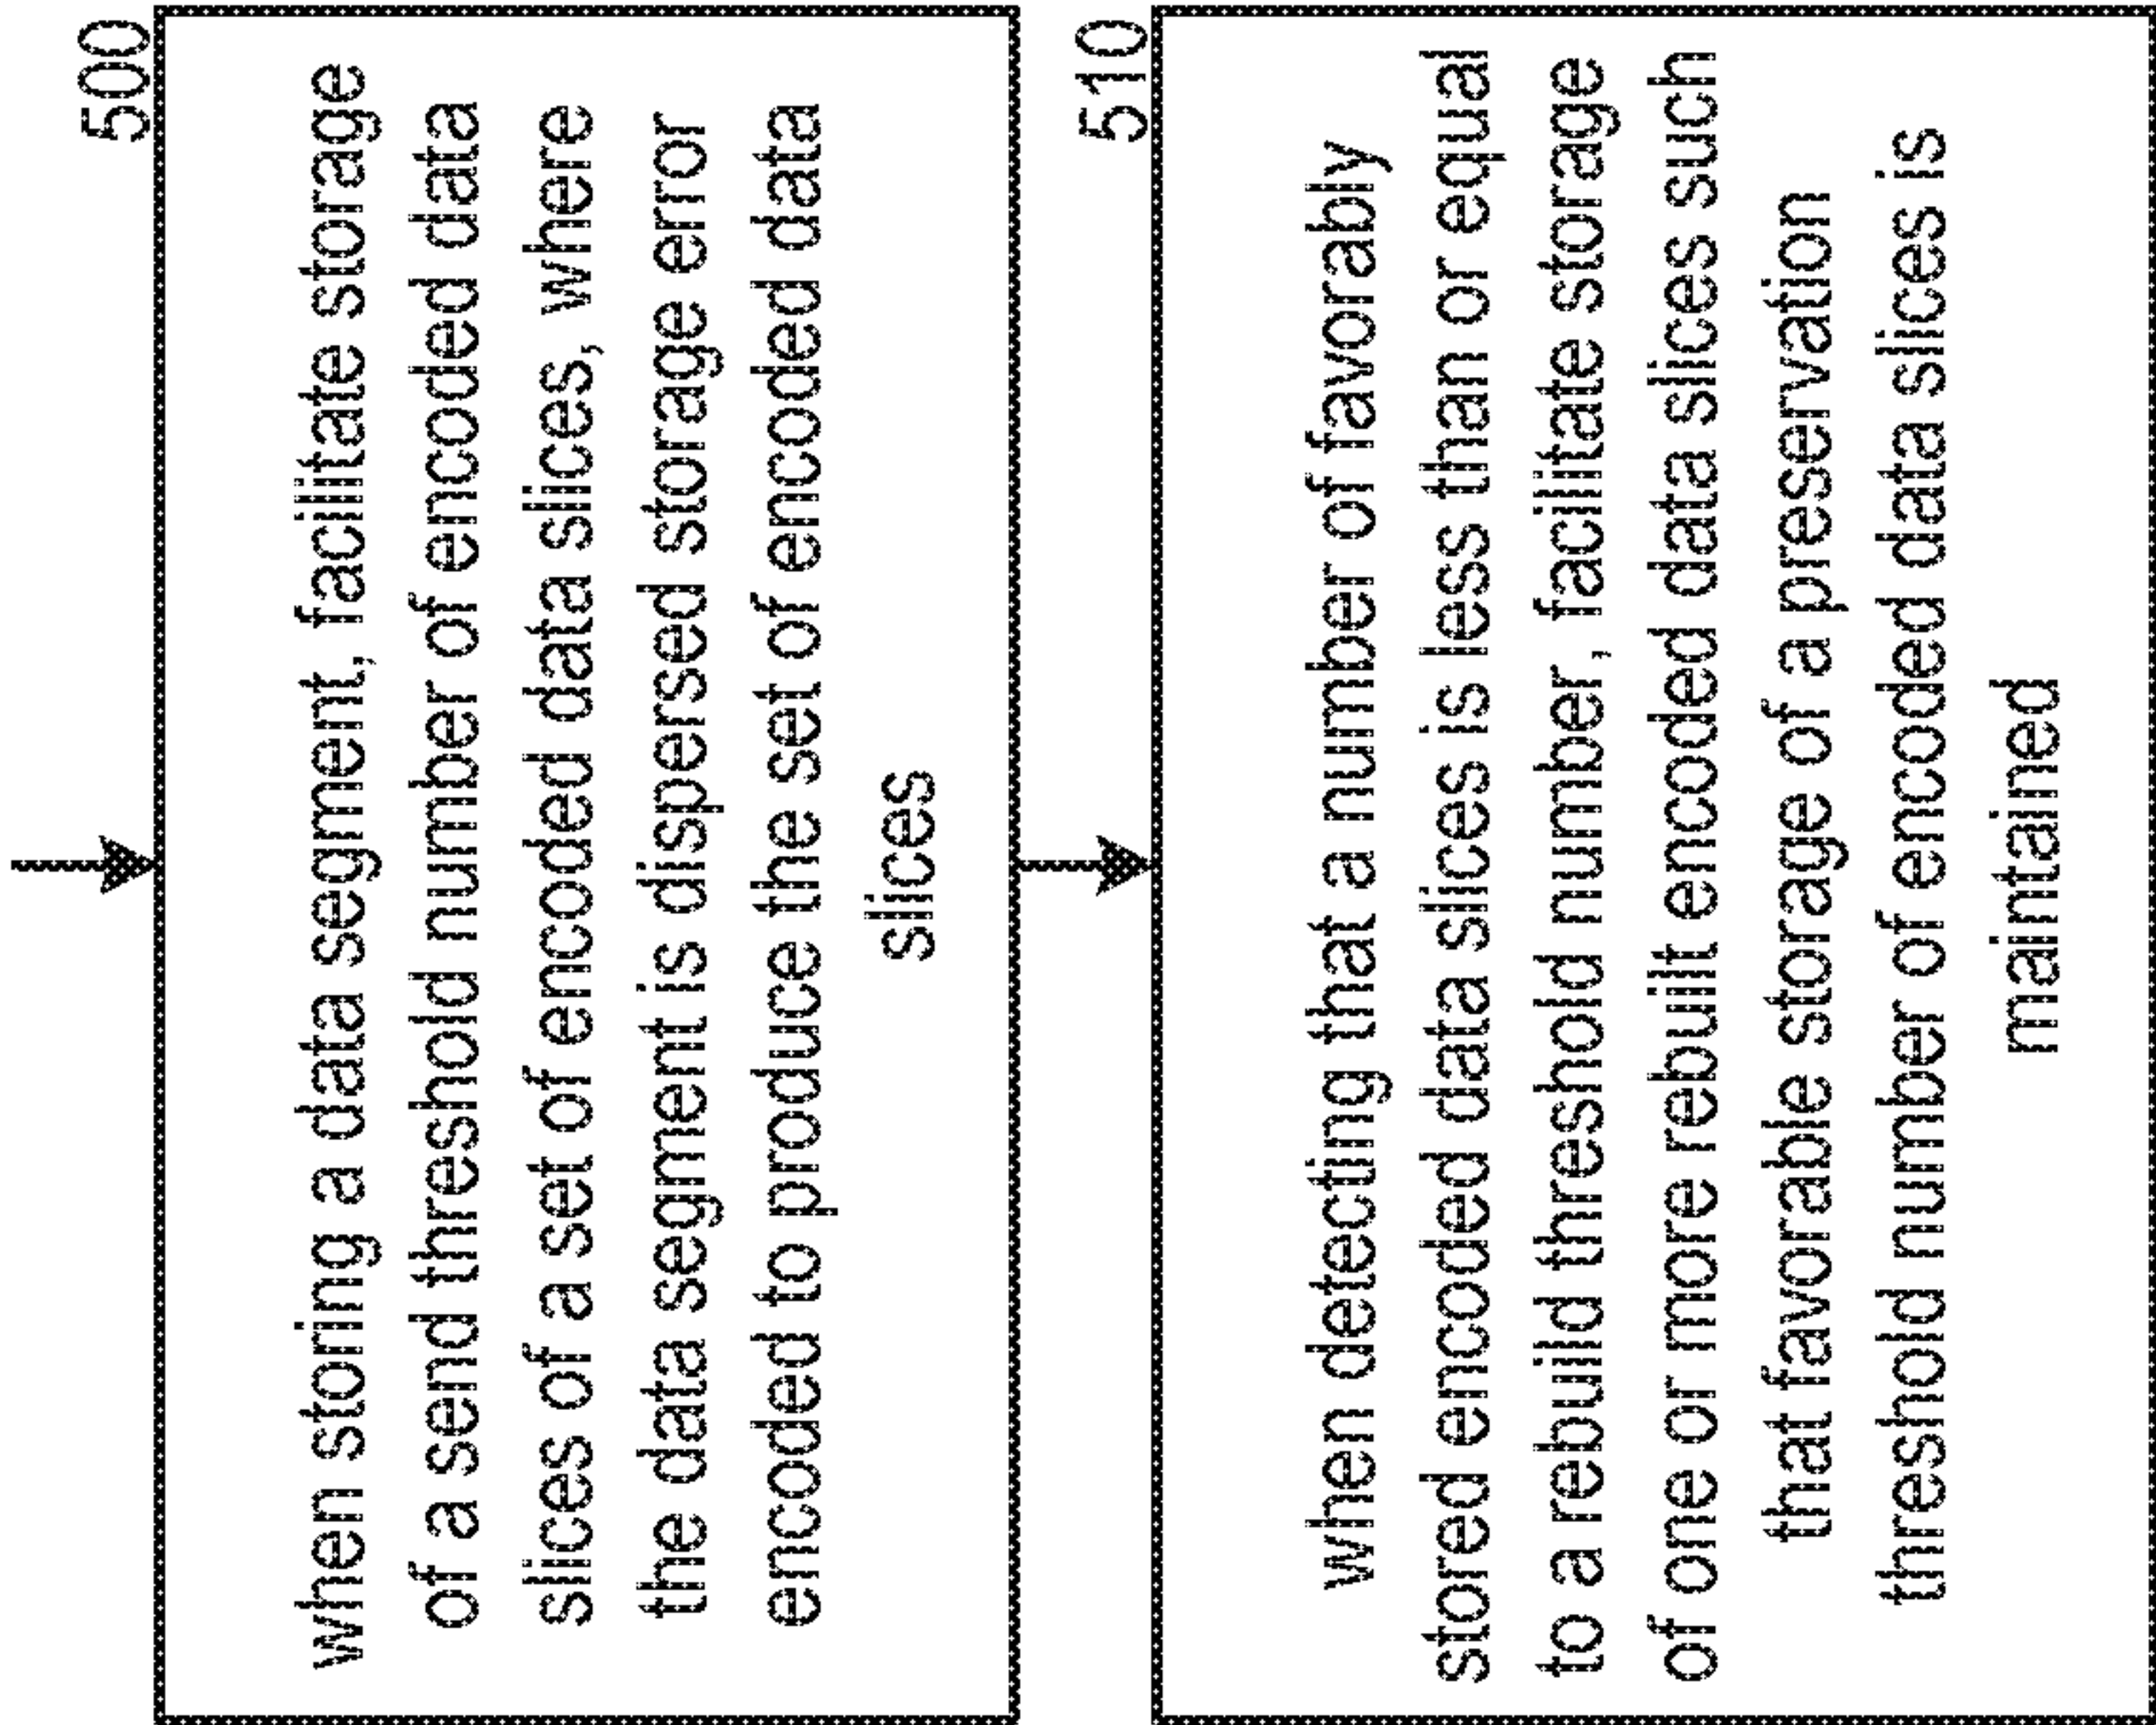 500
when storing a data segment, facilitate storage
of a send threshold number of encoded data
slices of a set of encoded data slices, where
the data segment is dispersed storage error
encoded to produce the set of encoded data
slices
510
when detecting that a number of favorably
stored encoded data slices is less than or equal
to a rebuild threshold number, facilitate storage
of one or more rebuilt encoded data slices such
that favorable storage of a preservation
threshold number of encoded data slices is
maintained